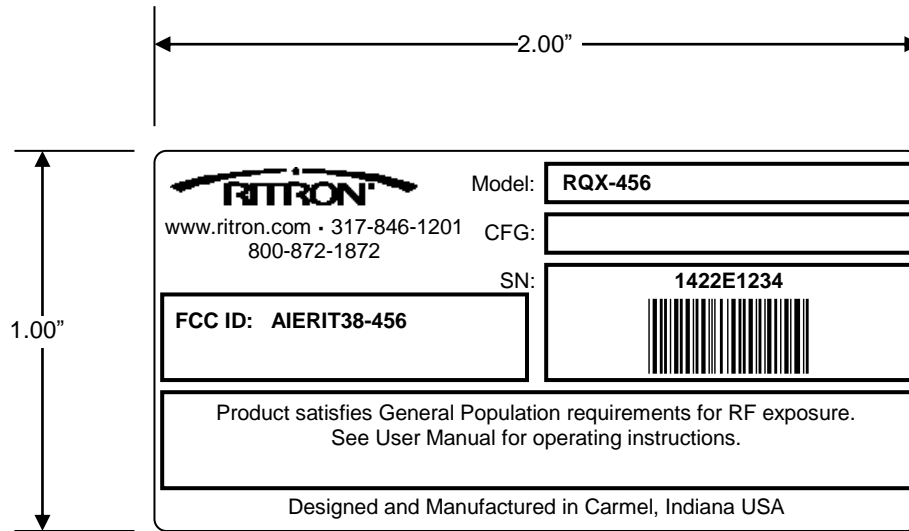 2.00”
1.00”
RITRON
www.ritron.com • 317-846-1201
800-872-1872
Model: RQX-456
CFG:
SN: 1422E1234
FCC ID: AIERIT38-456
Product satisfies General Population requirements for RF exposure.
See User Manual for operating instructions.
Designed and Manufactured in Carmel, Indiana USA